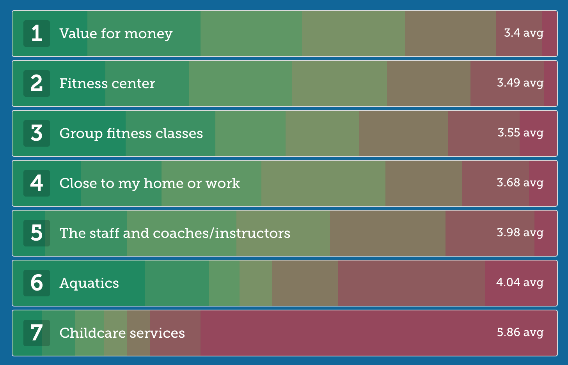 1 Value for money 3.4 avg
2 Fitness center 3.49 avg
3 Group fitness classes 3.55 avg
4 Close to my home or work 3.68 avg
5 The staff and coaches/instructors 3.98 avg
6 Aquatics 4.04 avg
7 Childcare services 5.86 avg